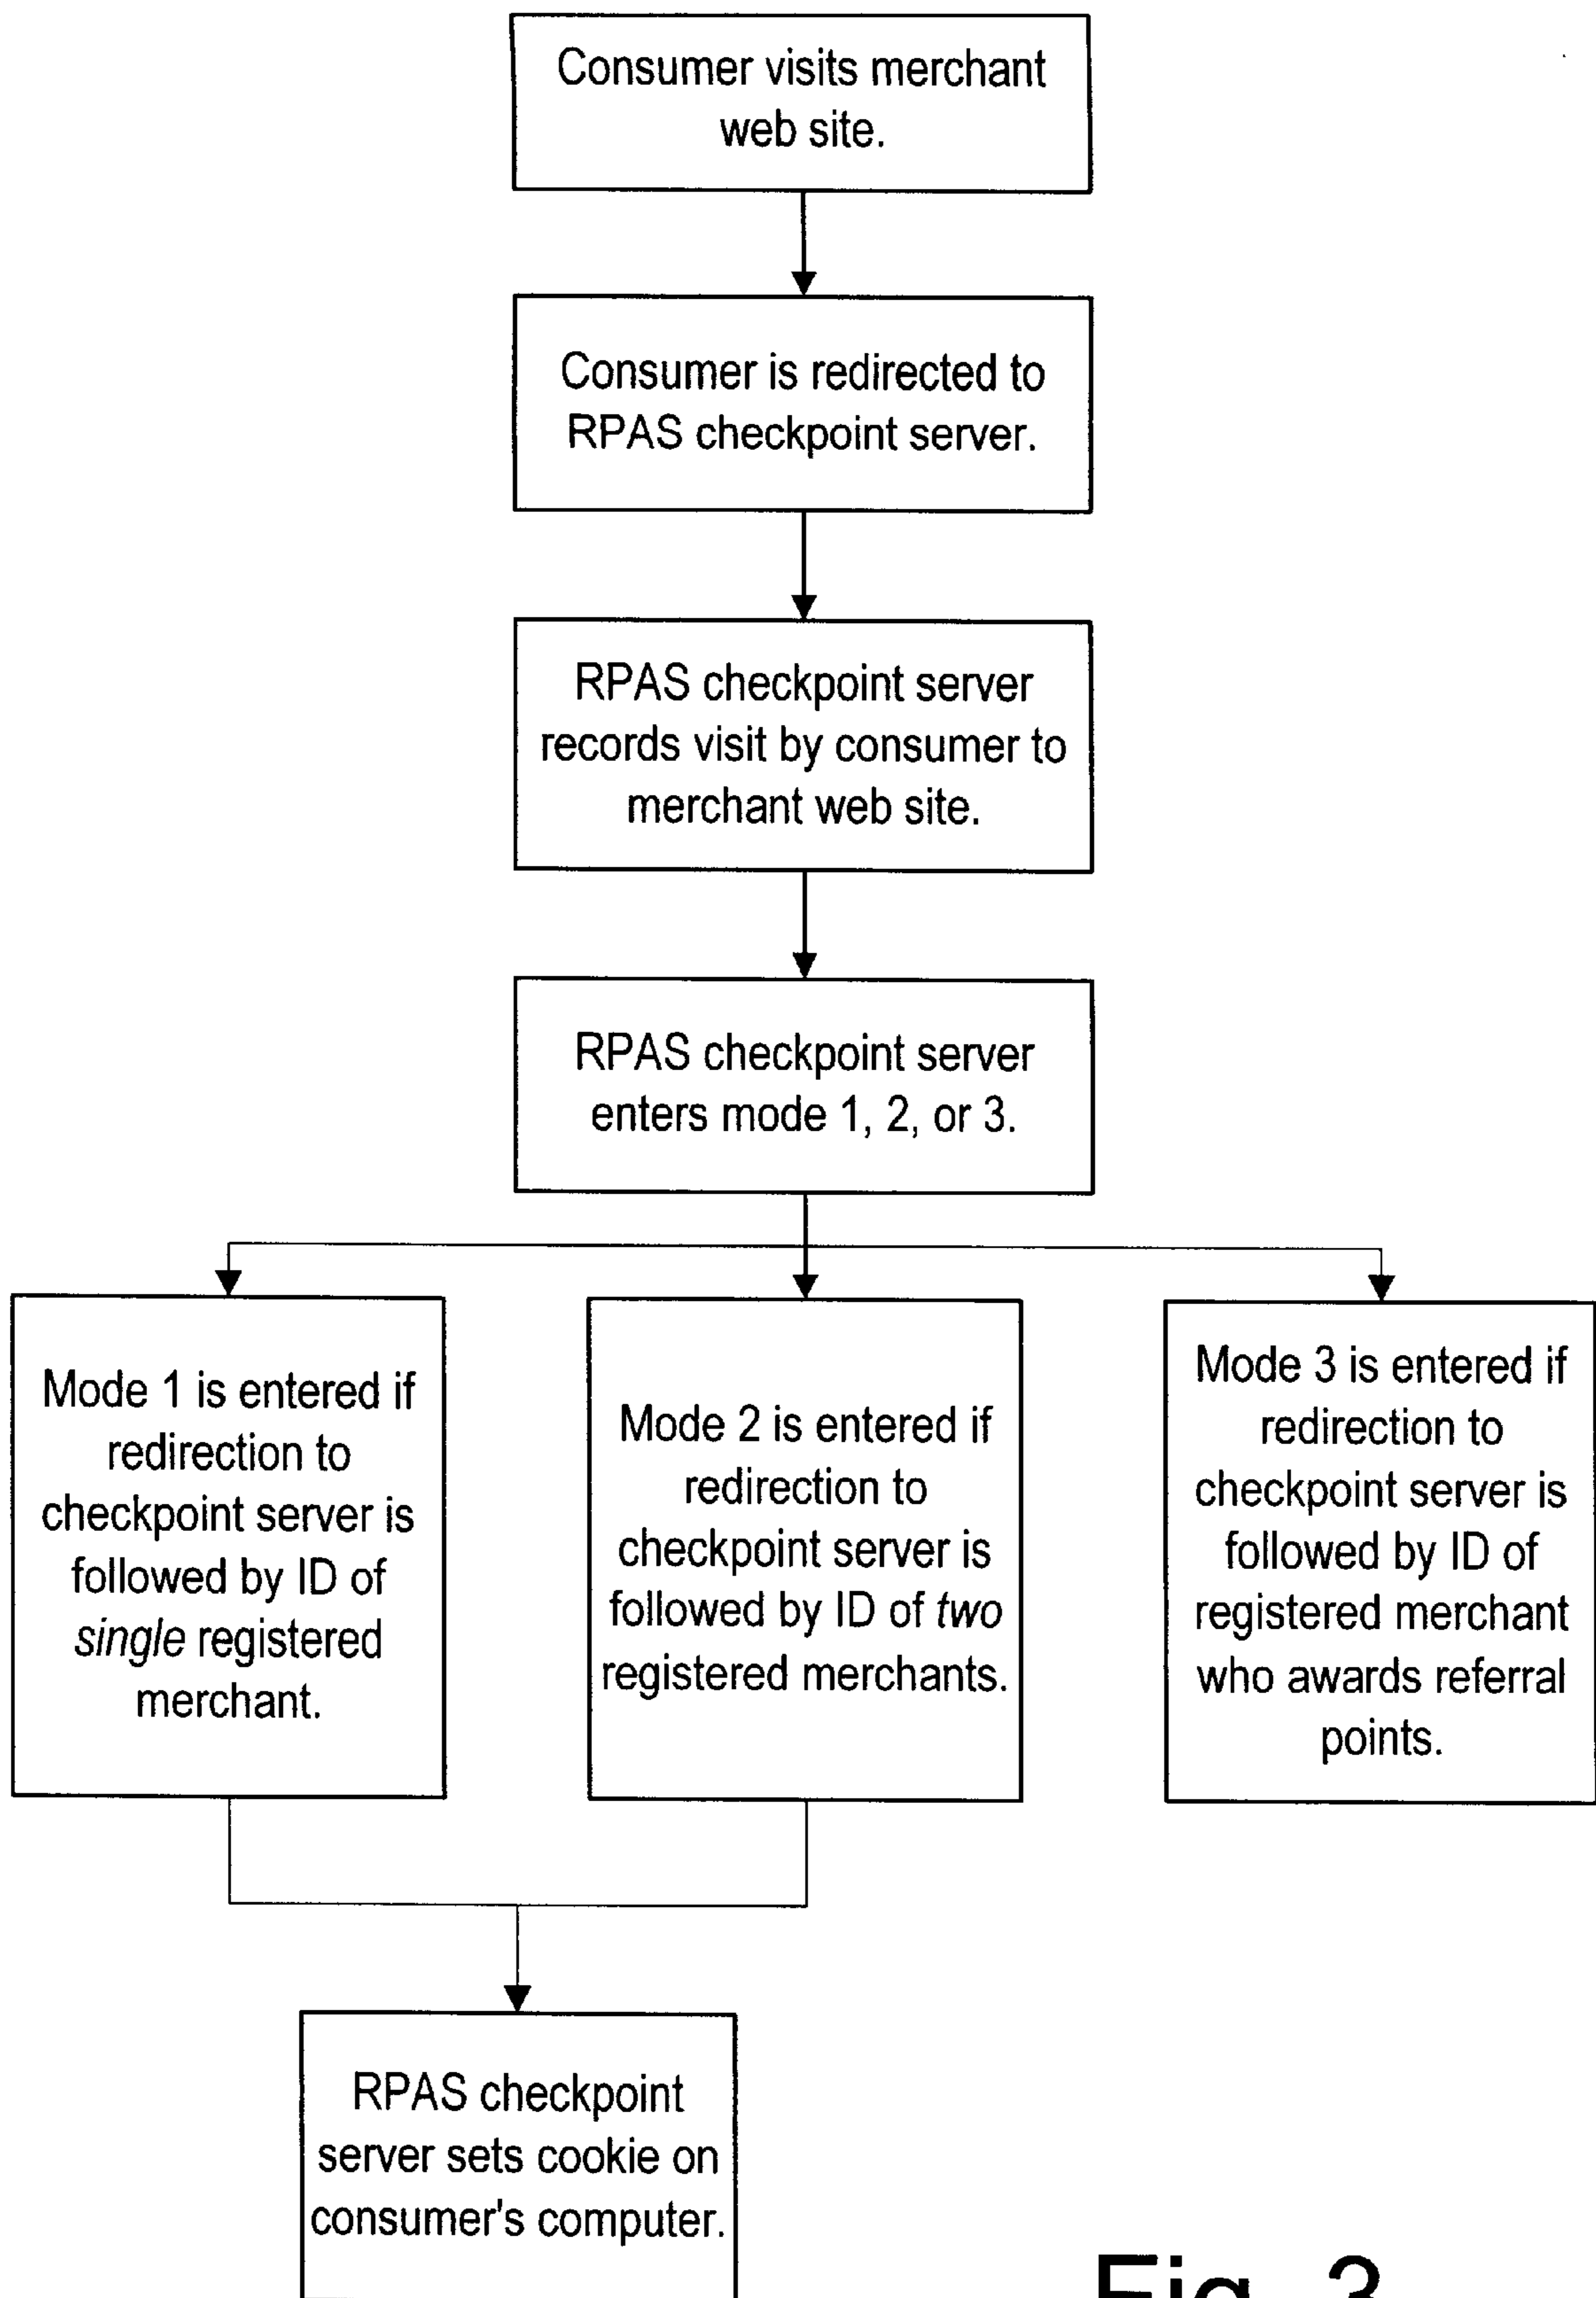 Consumer visits merchant
web site.
Consumer is redirected to
RPAS checkpoint server.
RPAS checkpoint server
records visit by consumer to
merchant web site.
RPAS checkpoint server
enters mode 1, 2, or 3.
Mode 1 is entered if
redirection to
checkpoint server is
followed by ID of
single registered
merchant.
Mode 2 is entered if
redirection to
checkpoint server is
followed by ID of two
registered merchants.
Mode 3 is entered if
redirection to
checkpoint server is
followed by ID of
registered merchant
who awards referral
points.
RPAS checkpoint
server sets cookie on
consumer's computer.
Fig. 3